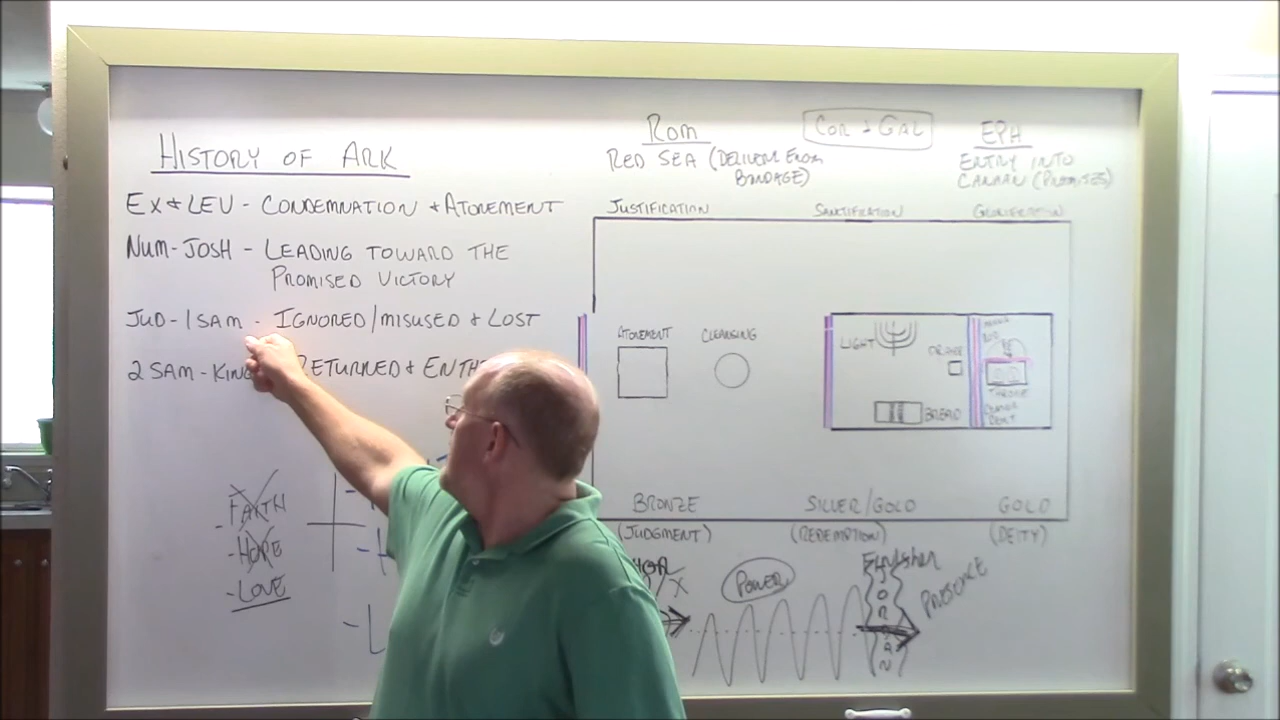 HISTORY OF ARK
EX & LEV - CONDEMNATION & ATONEMENT
NUM-JOSH - LEADING TOWARD THE
PROMISED VICTORY
JUD-1 SAM - IGNORED/MISUSED & LOST
2 SAM-KING RETURNED & ENTH
- FAITH
- HOPE
- LOVE
ROM
RED SEA (DELIVER FROM
BONDAGE)
COR & GAL
EPH
ENTRY INTO
CANAAN (PROMISES)
JUSTIFICATION
SANCTIFICATION
GLORIFICATION
ATONEMENT
CLEANSING
LIGHT
BREAD
THRONE
BRONZE
(JUDGMENT)
SILVER/GOLD
(REDEMPTION)
GOLD
(DEITY)
POWER
Finisher
JORDAN
PRESENCE